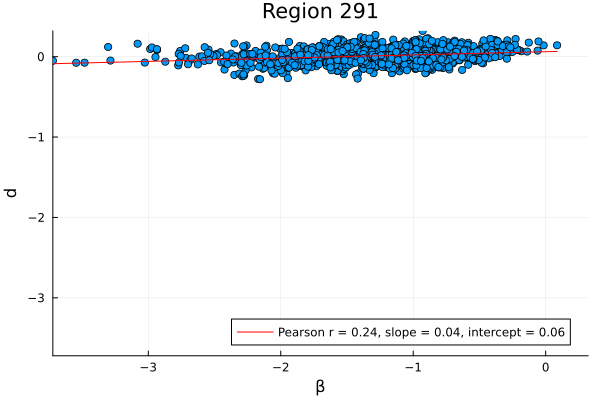 Region 291
d
0
−1
−2
−3
Pearson r = 0.24, slope = 0.04, intercept = 0.06
−3
−2
−1
0
β